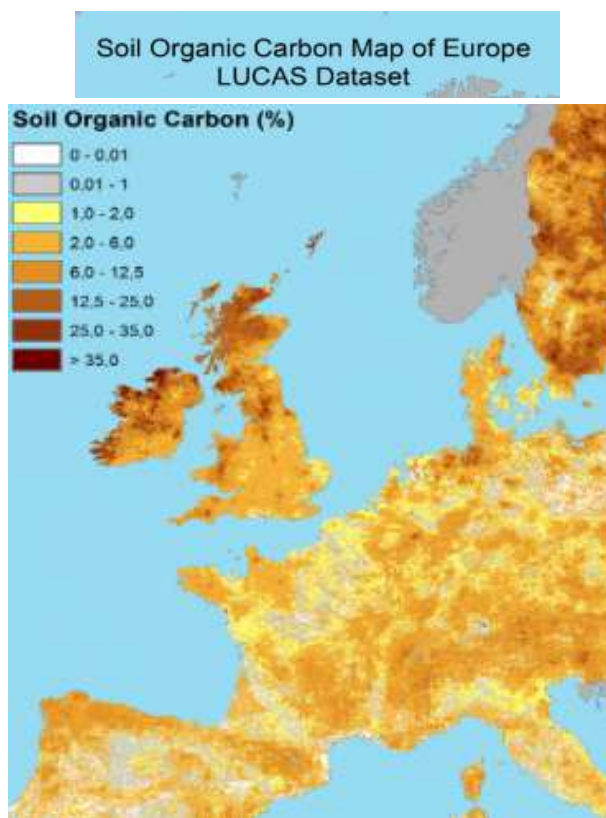 Soil Organic Carbon Map of Europe
LUCAS Dataset
Soil Organic Carbon (%)
0 - 0.01
0.01 - 1
1,0 - 2,0
2,0 - 6,0
6,0 - 12,5
12,5 - 25,0
25,0 - 35,0
> 35,0